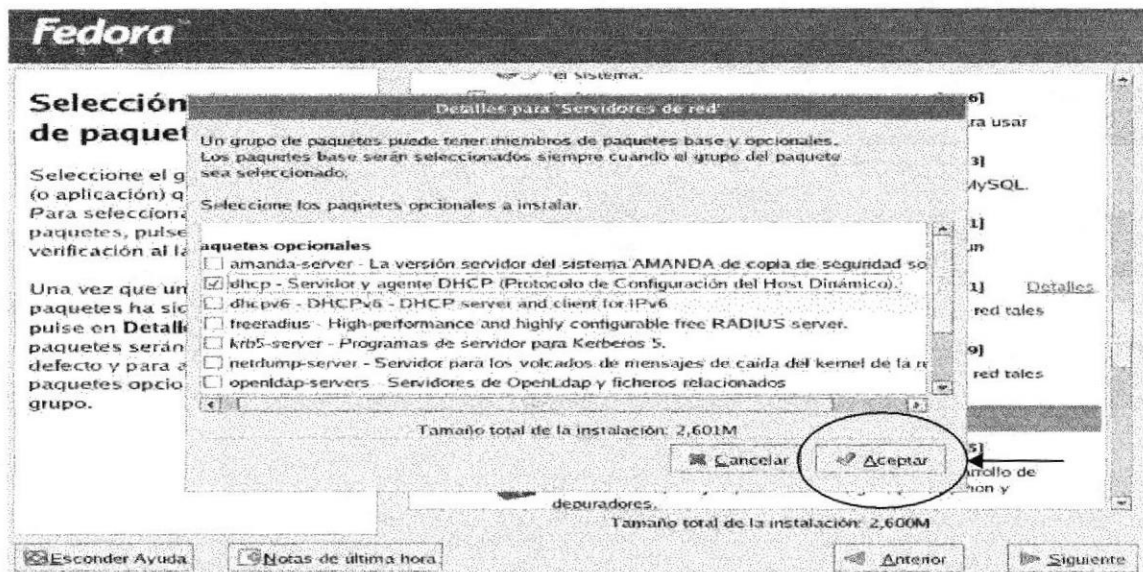 Fedora
CORE
Selección
de paquet
Seleccione el g
(o aplicación) q
Para selecciona
paquetes, pulse
verificación al la
Una vez que un
paquetes ha sid
pulse en Detall
paquetes serán
defecto y para a
paquetes opcio
grupo.
el sistema.
6]
ra usar
3]
MySQL.
1]
un
1] Detalles
red tales
9]
red tales
5]
arrollo de
hon y
depuradores.
Tamaño total de la instalación: 2,600M
Detalles para 'Servidores de red'
Un grupo de paquetes puede tener miembros de paquetes base y opcionales.
Los paquetes base serán seleccionados siempre cuando el grupo del paquete
sea seleccionado.
Seleccione los paquetes opcionales a instalar.
aquetes opcionales
amanda-server - La versión servidor del sistema AMANDA de copia de seguridad so
dhcp - Servidor y agente DHCP (Protocolo de Configuración del Host Dinámico).
dhcpv6 - DHCPv6 - DHCP server and client for IPv6
freeradius - High-performance and highly configurable free RADIUS server.
krb5-server - Programas de servidor para Kerberos 5.
netdump-server - Servidor para los volcados de mensajes de caída del kernel de la r
openldap-servers - Servidores de OpenLdap y ficheros relacionados
Tamaño total de la instalación: 2,601M
Cancelar Aceptar
Esconder Ayuda Notas de última hora Anterior Siguiente